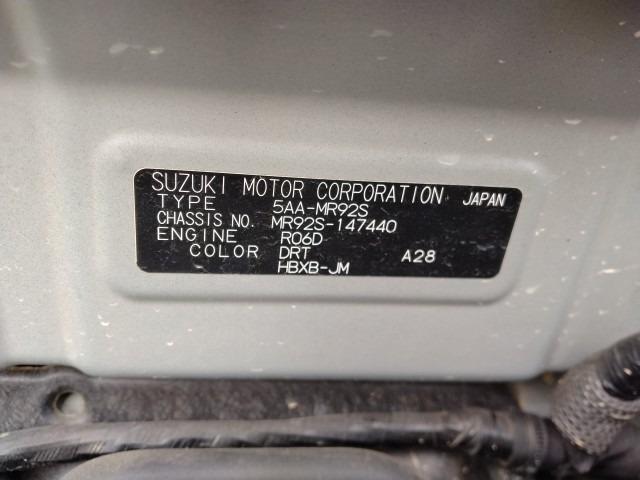 SUZUKI MOTOR CORPORATION JAPAN
TYPE 5AA-MR92S
CHASSIS NO. MR92S-147440
ENGINE R06D
COLOR DRT A28
HBXB-JM